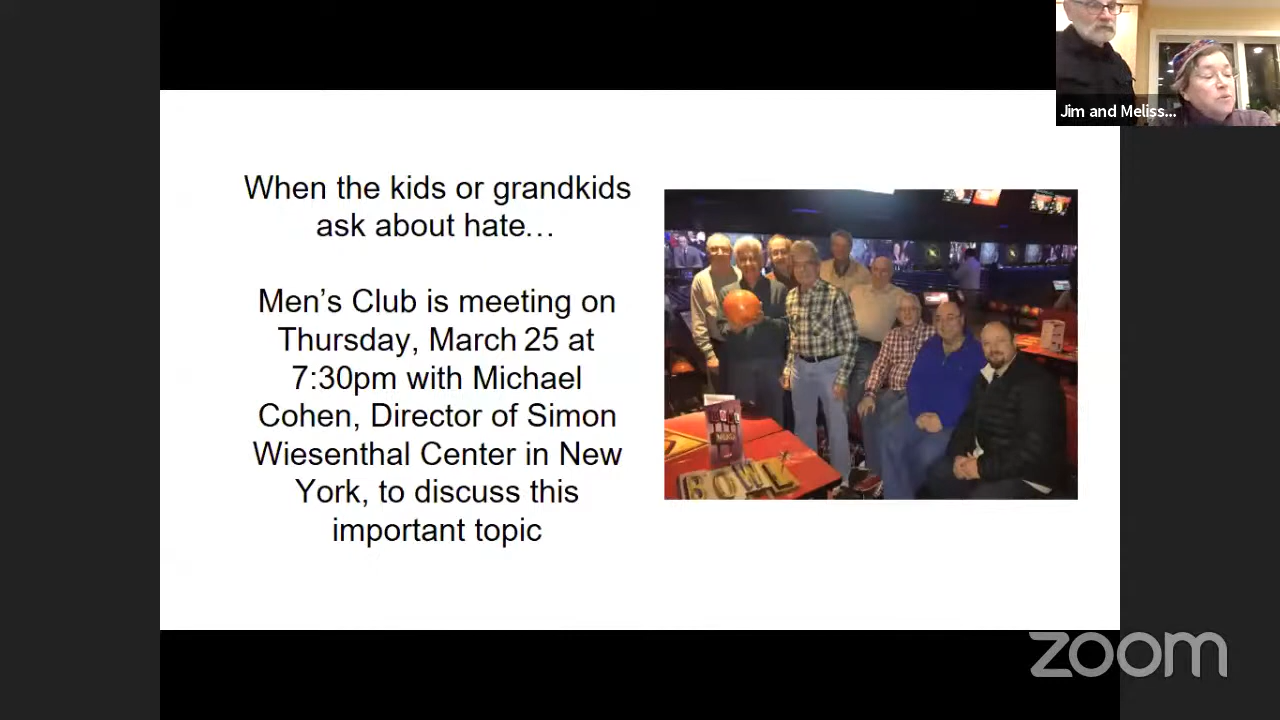 Jim and Meliss...
When the kids or grandkids
ask about hate…
Men’s Club is meeting on
Thursday, March 25 at
7:30pm with Michael
Cohen, Director of Simon
Wiesenthal Center in New
York, to discuss this
important topic
BOWL
zoom